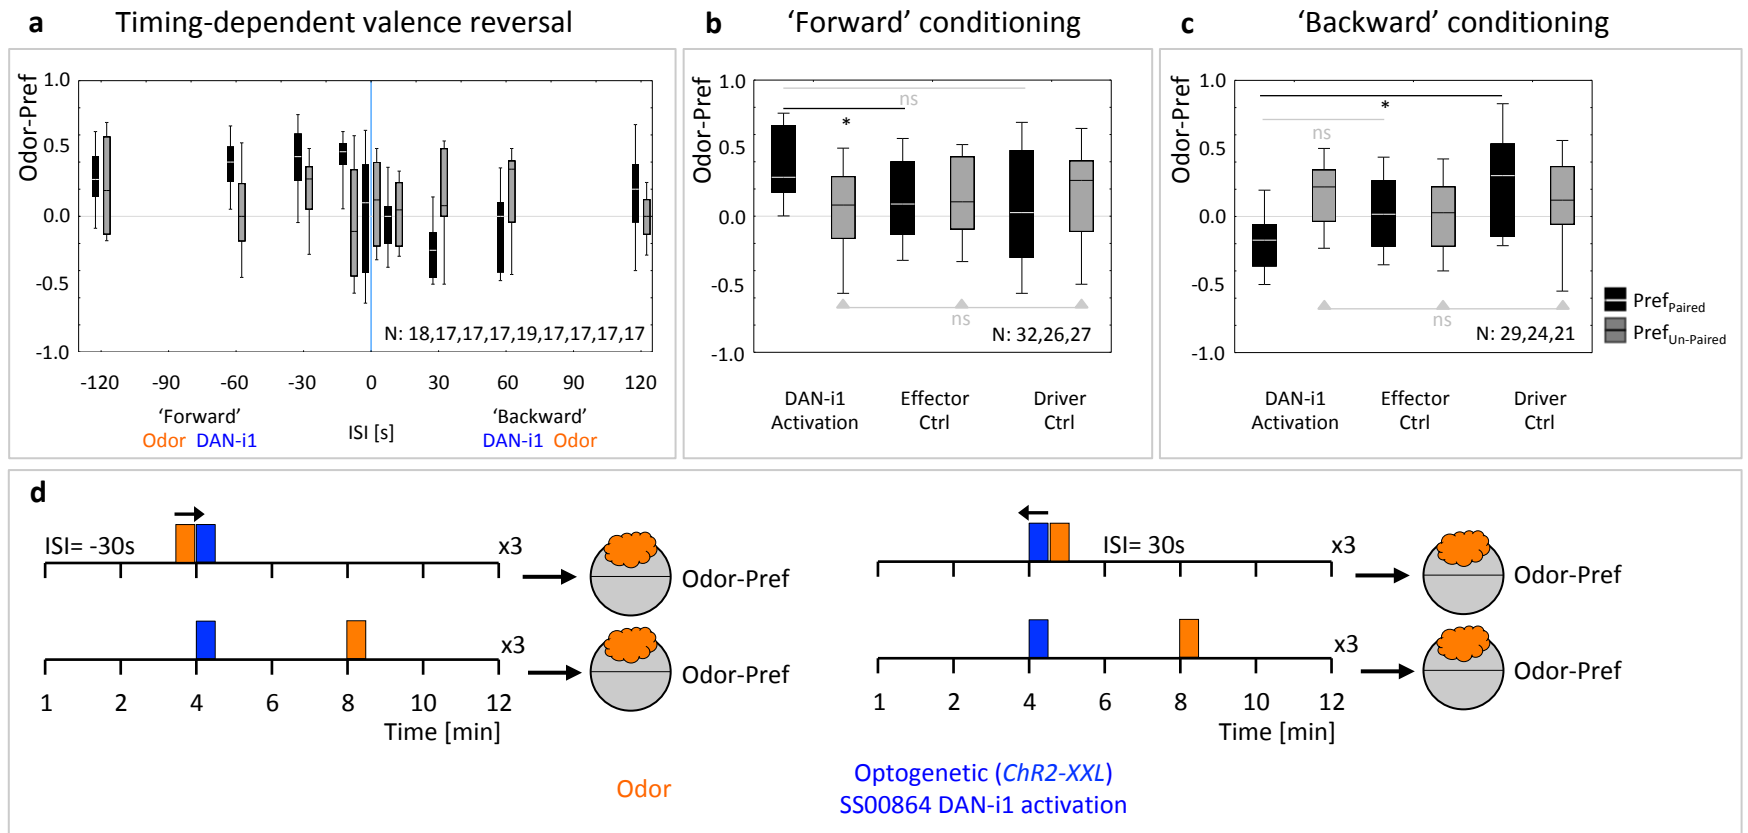 a Timing-dependent valence reversal
Odor-Pref
1.0
0.5
0.0
-0.5
-1.0
N: 18,17,17,17,19,17,17,17,17
-120 -90 -60 -30 0 30 60 90 120
'Forward' ISI [s] 'Backward'
Odor DAN-i1 DAN-i1 Odor
b 'Forward' conditioning
Odor-Pref
1.0
0.5
0.0
-0.5
-1.0
ns
*
ns
N: 32,26,27
DAN-i1 Activation
Effector Ctrl
Driver Ctrl
c 'Backward' conditioning
Odor-Pref
1.0
0.5
0.0
-0.5
-1.0
*
ns
ns
N: 29,24,21
DAN-i1 Activation
Effector Ctrl
Driver Ctrl
PrefPaired
PrefUn-Paired
d
ISI= -30s
x3
Odor-Pref
x3
Odor-Pref
1 2 4 6 8 10 12
Time [min]
ISI= 30s
x3
Odor-Pref
x3
Odor-Pref
1 2 4 6 8 10 12
Time [min]
Odor
Optogenetic (ChR2-XXL)
SS00864 DAN-i1 activation